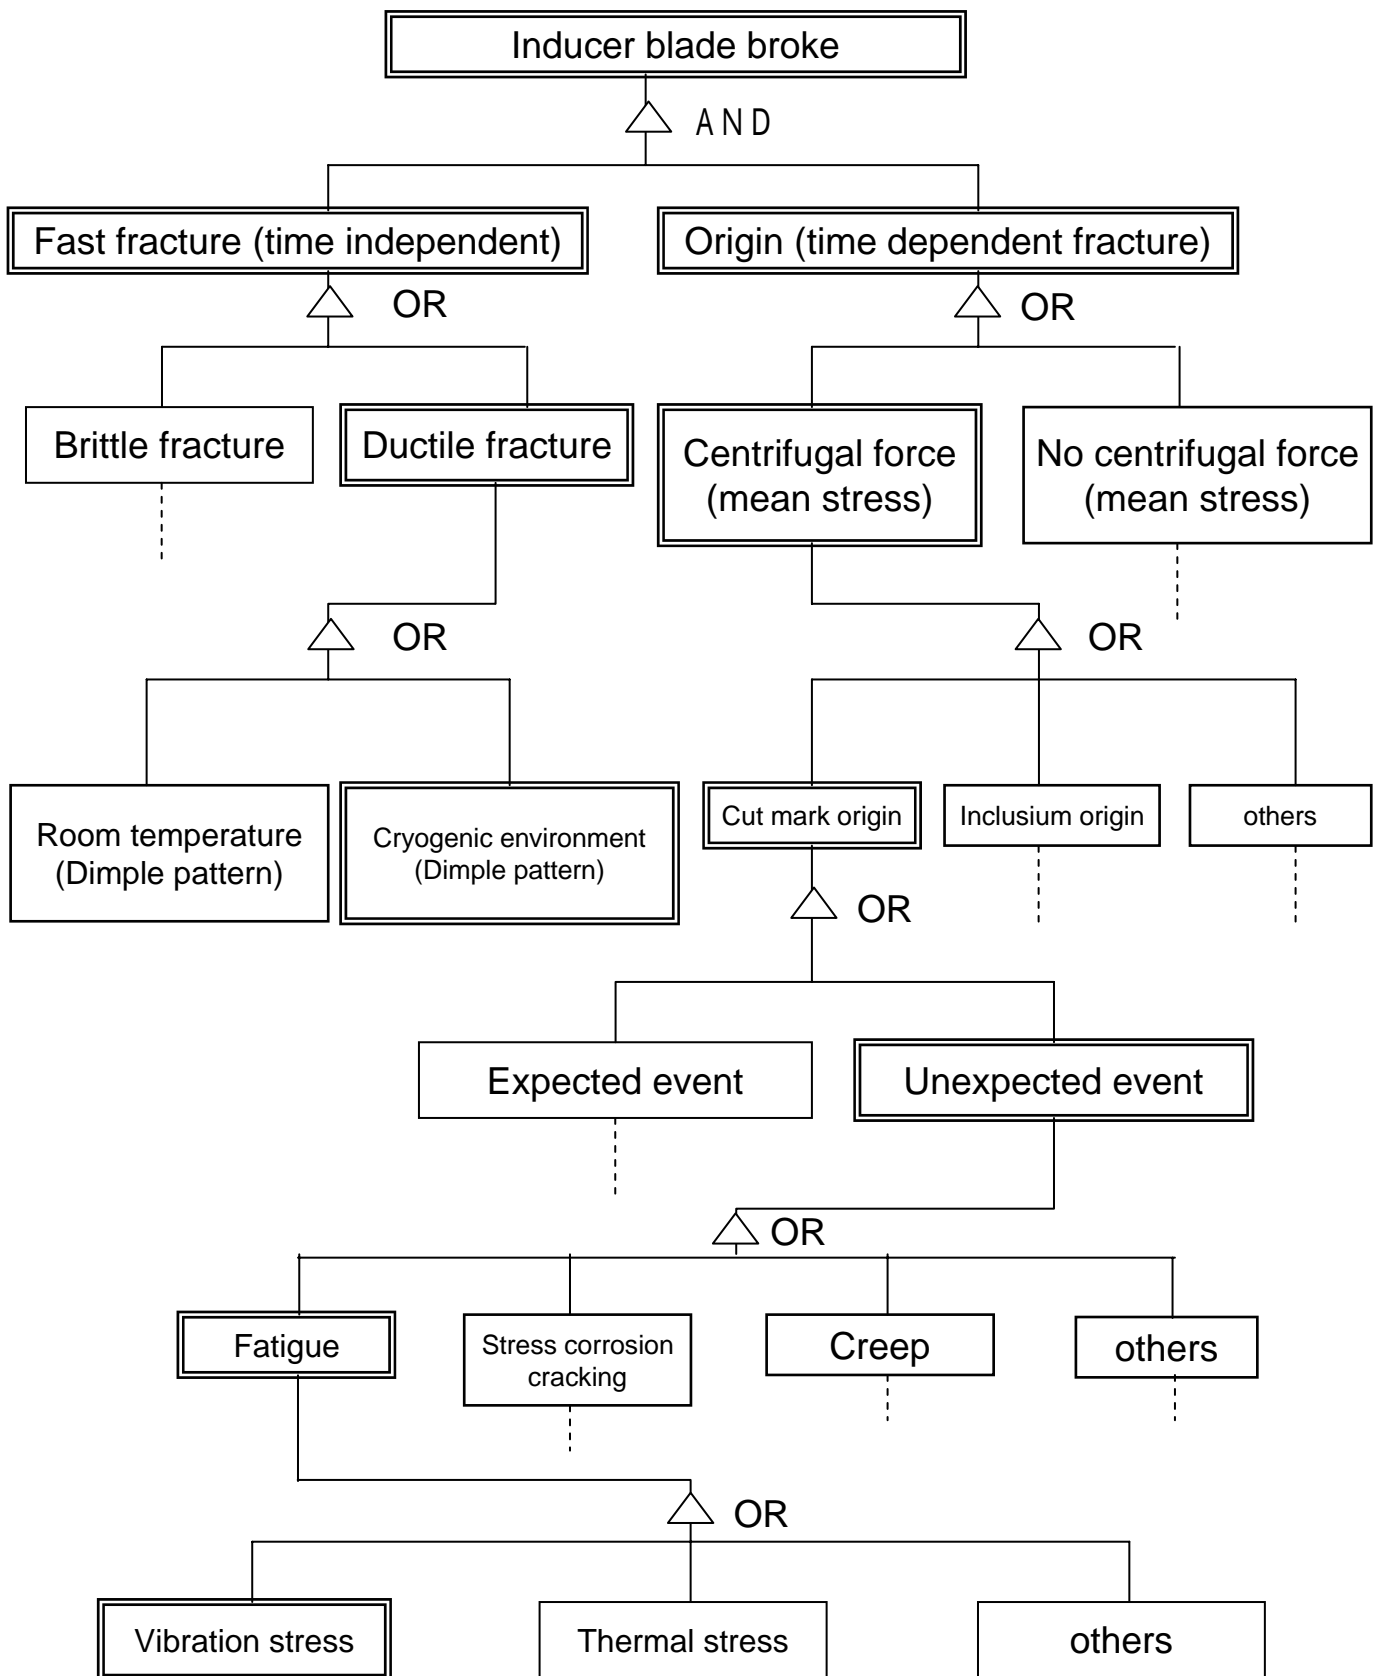 Inducer blade broke
AND
Fast fracture (time independent)
Origin (time dependent fracture)
OR
OR
Brittle fracture
Ductile fracture
Centrifugal force
(mean stress)
No centrifugal force
(mean stress)
OR
OR
Room temperature
(Dimple pattern)
Cryogenic environment
(Dimple pattern)
Cut mark origin
Inclusium origin
others
OR
Expected event
Unexpected event
OR
Fatigue
Stress corrosion
cracking
Creep
others
OR
Vibration stress
Thermal stress
others